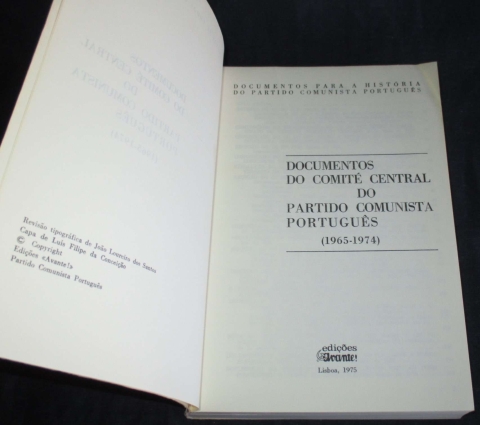 Revisão tipográfica de João Loureiro dos Santos
Capa de Luís Filipe da Conceição
© Copyright
Edições «Avante!»
Partido Comunista Português
DOCUMENTOS PARA A HISTÓRIA
DO PARTIDO COMUNISTA PORTUGUÊS
DOCUMENTOS
DO COMITÉ CENTRAL
DO
PARTIDO COMUNISTA
PORTUGUÊS
(1965-1974)
edições
Avante!
Lisboa, 1975